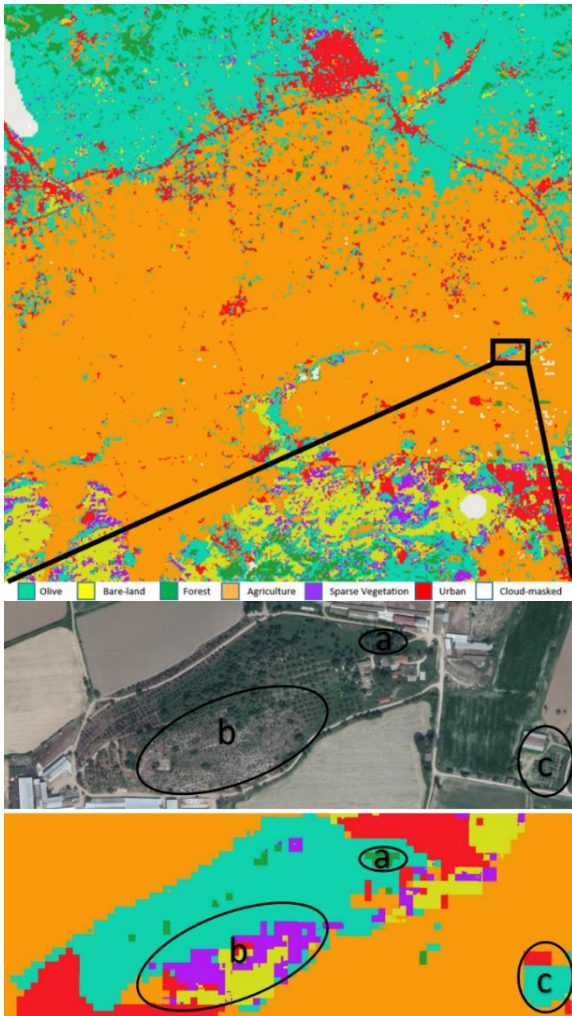 Olive Bare-land Forest Agriculture Sparse Vegetation Urban Cloud-masked
a
b
c
a
b
c